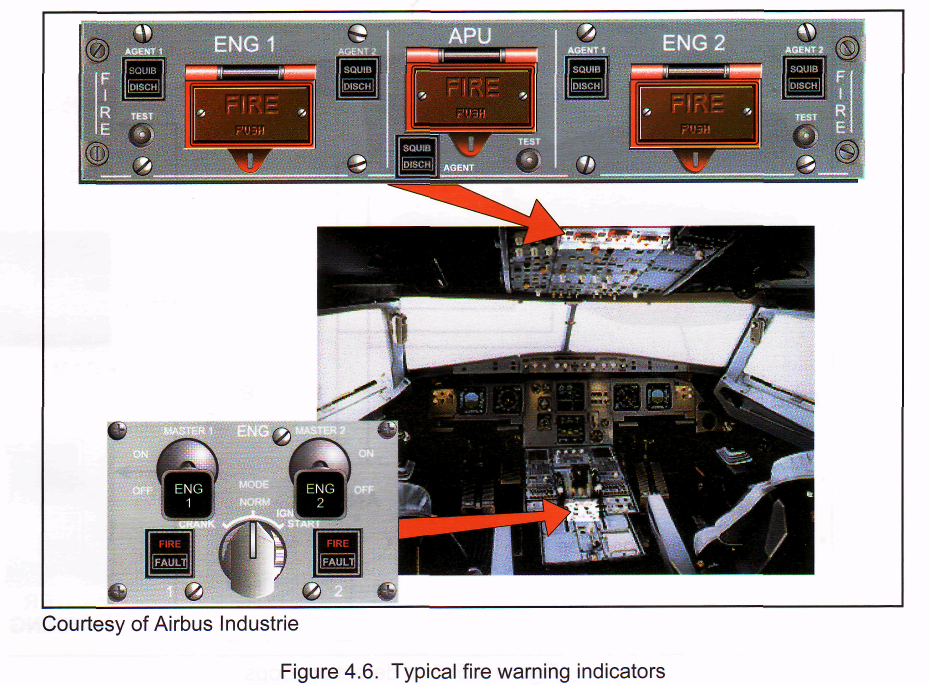 ENG 1
APU
ENG 2
AGENT 1
AGENT 2
AGENT 1
AGENT 2
SQUIB
DISCH
SQUIB
DISCH
SQUIB
DISCH
SQUIB
DISCH
FIRE
FIRE
PUSH
FIRE
PUSH
FIRE
PUSH
FIRE
TEST
TEST
TEST
SQUIB
DISCH
AGENT
MASTER 1
ENG
MASTER 2
ON
ON
OFF
ENG
1
MODE
NORM
ENG
2
OFF
CRANK
IGN
START
FIRE
FAULT
FIRE
FAULT
1
2
Courtesy of Airbus Industrie
Figure 4.6. Typical fire warning indicators